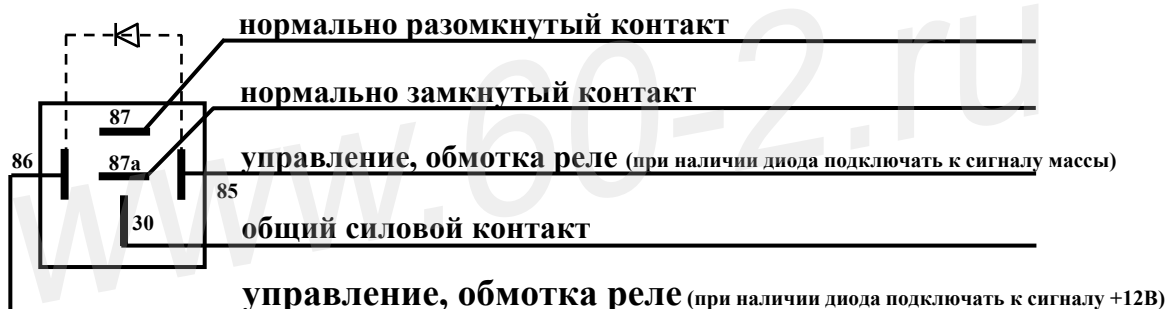 нормально разомкнутый контакт
нормально замкнутый контакт
87
86
87а
управление, обмотка реле (при наличии диода подключать к сигналу массы)
85
30
общий силовой контакт
управление, обмотка реле (при наличии диода подключать к сигналу +12В)
www.60-2.ru